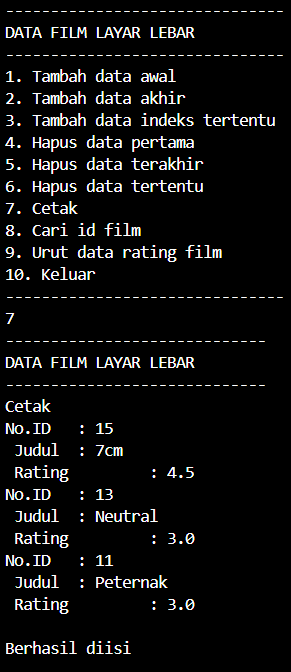 -------------------------------
DATA FILM LAYAR LEBAR
-------------------------------
1. Tambah data awal
2. Tambah data akhir
3. Tambah data indeks tertentu
4. Hapus data pertama
5. Hapus data terakhir
6. Hapus data tertentu
7. Cetak
8. Cari id film
9. Urut data rating film
10. Keluar
-------------------------------
7
-----------------------------
DATA FILM LAYAR LEBAR
-----------------------------
Cetak
No.ID   : 15
 Judul  : 7cm
 Rating         : 4.5
No.ID   : 13
 Judul  : Neutral
 Rating         : 3.0
No.ID   : 11
 Judul  : Peternak
 Rating         : 3.0

Berhasil diisi